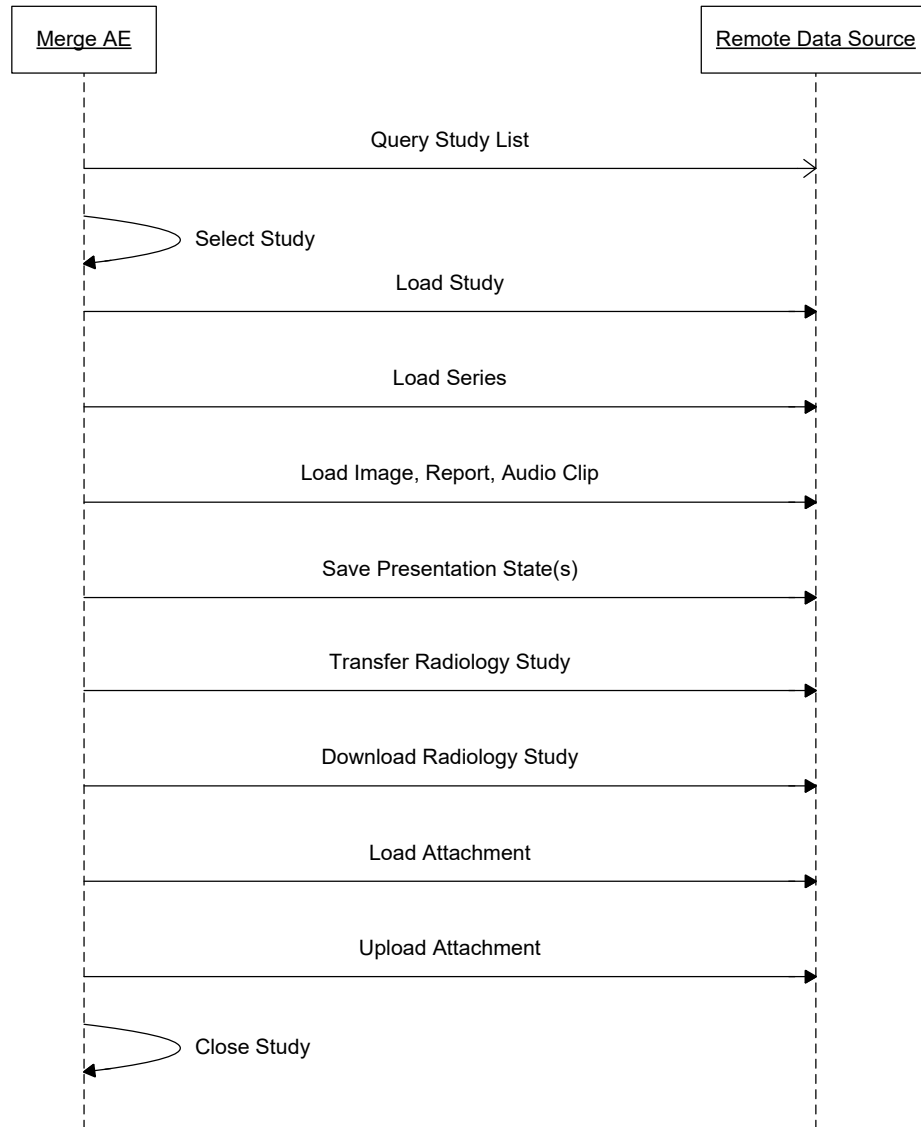 Merge AE
Remote Data Source
Query Study List
Select Study
Load Study
Load Series
Load Image, Report, Audio Clip
Save Presentation State(s)
Transfer Radiology Study
Download Radiology Study
Load Attachment
Upload Attachment
Close Study